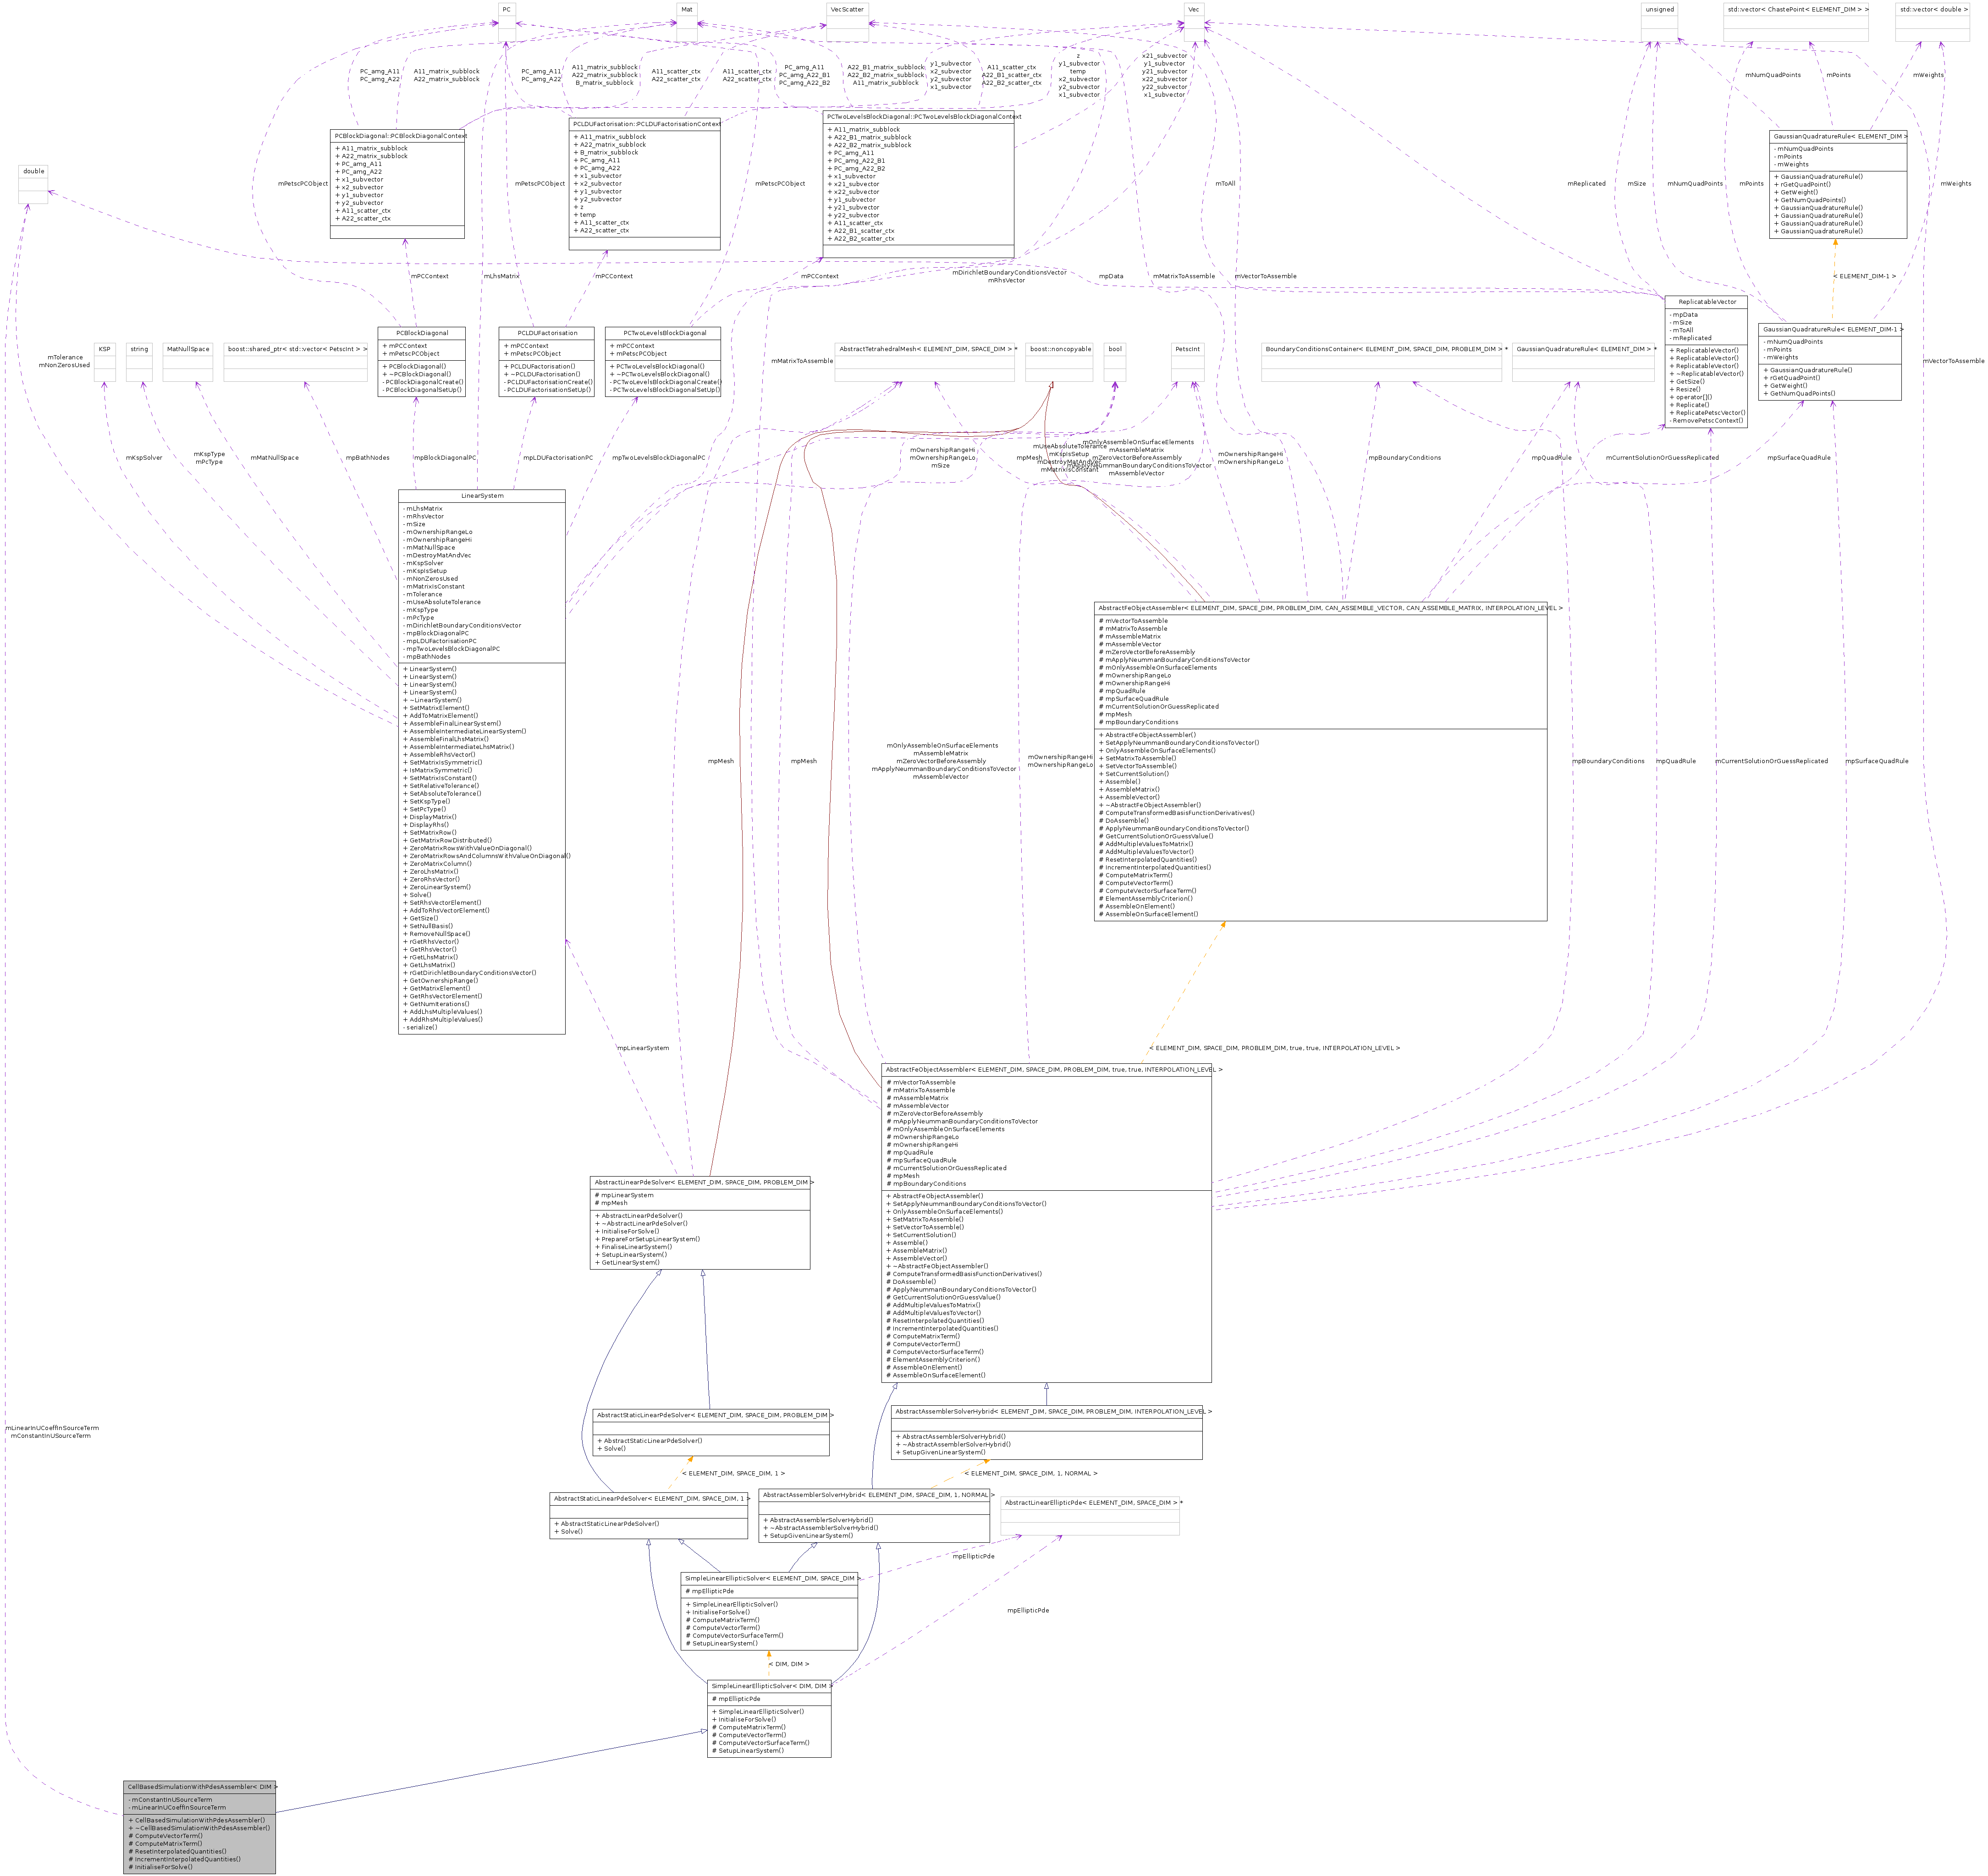 PC
Mat
VecScatter
Vec
unsigned
std::vector< ChastePoint< ELEMENT_DIM > >
std::vector< double >
PC_amg_A11
PC_amg_A22
A11_matrix_subblock
A22_matrix_subblock
PC_amg_A11
PC_amg_A22
A11_matrix_subblock
A22_matrix_subblock
B_matrix_subblock
A11_scatter_ctx
A22_scatter_ctx
A11_scatter_ctx
A22_scatter_ctx
PC_amg_A11
PC_amg_A22_B1
PC_amg_A22_B2
A22_B1_matrix_subblock
A22_B2_matrix_subblock
A11_matrix_subblock
y1_subvector
x2_subvector
y2_subvector
x1_subvector
A11_scatter_ctx
A22_B1_scatter_ctx
A22_B2_scatter_ctx
z
y1_subvector
temp
x2_subvector
y2_subvector
x1_subvector
x21_subvector
y1_subvector
y21_subvector
x22_subvector
y22_subvector
x1_subvector
mNumQuadPoints
mPoints
mWeights
PCBlockDiagonal::PCBlockDiagonalContext
+ A11_matrix_subblock
+ A22_matrix_subblock
+ PC_amg_A11
+ PC_amg_A22
+ x1_subvector
+ x2_subvector
+ y1_subvector
+ y2_subvector
+ A11_scatter_ctx
+ A22_scatter_ctx
PCLDUFactorisation::PCLDUFactorisationContext
+ A11_matrix_subblock
+ A22_matrix_subblock
+ B_matrix_subblock
+ PC_amg_A11
+ PC_amg_A22
+ x1_subvector
+ x2_subvector
+ y1_subvector
+ y2_subvector
+ z
+ temp
+ A11_scatter_ctx
+ A22_scatter_ctx
PCTwoLevelsBlockDiagonal::PCTwoLevelsBlockDiagonalContext
+ A11_matrix_subblock
+ A22_B1_matrix_subblock
+ A22_B2_matrix_subblock
+ PC_amg_A11
+ PC_amg_A22_B1
+ PC_amg_A22_B2
+ x1_subvector
+ x21_subvector
+ x22_subvector
+ y1_subvector
+ y21_subvector
+ y22_subvector
+ A11_scatter_ctx
+ A22_B1_scatter_ctx
+ A22_B2_scatter_ctx
GaussianQuadratureRule< ELEMENT_DIM >
- mNumQuadPoints
- mPoints
- mWeights
+ GaussianQuadratureRule()
+ rGetQuadPoint()
+ GetWeight()
+ GetNumQuadPoints()
+ GaussianQuadratureRule()
+ GaussianQuadratureRule()
+ GaussianQuadratureRule()
+ GaussianQuadratureRule()
double
mPetscPCObject
mPetscPCObject
mPetscPCObject
mToAll
mReplicated
mSize
mNumQuadPoints
mPoints
mWeights
mPCContext
mLhsMatrix
mPCContext
mPCContext
mDirichletBoundaryConditionsVector
mRhsVector
mpData
mMatrixToAssemble
mVectorToAssemble
< ELEMENT_DIM-1 >
ReplicatableVector
- mpData
- mSize
- mToAll
- mReplicated
+ ReplicatableVector()
+ ReplicatableVector()
+ ReplicatableVector()
+ ~ReplicatableVector()
+ GetSize()
+ Resize()
+ operator[]()
+ Replicate()
+ ReplicatePetscVector()
- RemovePetscContext()
GaussianQuadratureRule< ELEMENT_DIM-1 >
- mNumQuadPoints
- mPoints
- mWeights
+ GaussianQuadratureRule()
+ rGetQuadPoint()
+ GetWeight()
+ GetNumQuadPoints()
mTolerance
mNonZerosUsed
KSP
string
MatNullSpace
boost::shared_ptr< std::vector< PetscInt > >
PCBlockDiagonal
+ mPCContext
+ mPetscPCObject
+ PCBlockDiagonal()
+ ~PCBlockDiagonal()
- PCBlockDiagonalCreate()
- PCBlockDiagonalSetUp()
PCLDUFactorisation
+ mPCContext
+ mPetscPCObject
+ PCLDUFactorisation()
+ ~PCLDUFactorisation()
- PCLDUFactorisationCreate()
- PCLDUFactorisationSetUp()
PCTwoLevelsBlockDiagonal
+ mPCContext
+ mPetscPCObject
+ PCTwoLevelsBlockDiagonal()
+ ~PCTwoLevelsBlockDiagonal()
- PCTwoLevelsBlockDiagonalCreate()
- PCTwoLevelsBlockDiagonalSetUp()
mMatrixToAssemble
AbstractTetrahedralMesh< ELEMENT_DIM, SPACE_DIM > *
boost::noncopyable
bool
PetscInt
BoundaryConditionsContainer< ELEMENT_DIM, SPACE_DIM, PROBLEM_DIM > *
GaussianQuadratureRule< ELEMENT_DIM > *
mVectorToAssemble
mKspSolver
mKspType
mPcType
mMatNullSpace
mpBathNodes
mpBlockDiagonalPC
mpLDUFactorisationPC
mpTwoLevelsBlockDiagonalPC
mOwnershipRangeHi
mOwnershipRangeLo
mSize
mpMesh
mUseAbsoluteTolerance
mKspIsSetup
mDestroyMatAndVec
mMatrixIsConstant
mOnlyAssembleOnSurfaceElements
mAssembleMatrix
mZeroVectorBeforeAssembly
mApplyNeummanBoundaryConditionsToVector
mAssembleVector
mOwnershipRangeHi
mOwnershipRangeLo
mpBoundaryConditions
mpQuadRule
mCurrentSolutionOrGuessReplicated
mpSurfaceQuadRule
LinearSystem
- mLhsMatrix
- mRhsVector
- mSize
- mOwnershipRangeLo
- mOwnershipRangeHi
- mMatNullSpace
- mDestroyMatAndVec
- mKspSolver
- mKspIsSetup
- mNonZerosUsed
- mMatrixIsConstant
- mTolerance
- mUseAbsoluteTolerance
- mKspType
- mPcType
- mDirichletBoundaryConditionsVector
- mpBlockDiagonalPC
- mpLDUFactorisationPC
- mpTwoLevelsBlockDiagonalPC
- mpBathNodes
+ LinearSystem()
+ LinearSystem()
+ LinearSystem()
+ LinearSystem()
+ ~LinearSystem()
+ SetMatrixElement()
+ AddToMatrixElement()
+ AssembleFinalLinearSystem()
+ AssembleIntermediateLinearSystem()
+ AssembleFinalLhsMatrix()
+ AssembleIntermediateLhsMatrix()
+ AssembleRhsVector()
+ SetMatrixIsSymmetric()
+ IsMatrixSymmetric()
+ SetMatrixIsConstant()
+ SetRelativeTolerance()
+ SetAbsoluteTolerance()
+ SetKspType()
+ SetPcType()
+ DisplayMatrix()
+ DisplayRhs()
+ SetMatrixRow()
+ GetMatrixRowDistributed()
+ ZeroMatrixRowsWithValueOnDiagonal()
+ ZeroMatrixRowsAndColumnsWithValueOnDiagonal()
+ ZeroMatrixColumn()
+ ZeroLhsMatrix()
+ ZeroRhsVector()
+ ZeroLinearSystem()
+ Solve()
+ SetRhsVectorElement()
+ AddToRhsVectorElement()
+ GetSize()
+ SetNullBasis()
+ RemoveNullSpace()
+ rGetRhsVector()
+ GetRhsVector()
+ rGetLhsMatrix()
+ GetLhsMatrix()
+ rGetDirichletBoundaryConditionsVector()
+ GetOwnershipRange()
+ GetMatrixElement()
+ GetRhsVectorElement()
+ GetNumIterations()
+ AddLhsMultipleValues()
+ AddRhsMultipleValues()
- serialize()
AbstractFeObjectAssembler< ELEMENT_DIM, SPACE_DIM, PROBLEM_DIM, CAN_ASSEMBLE_VECTOR, CAN_ASSEMBLE_MATRIX, INTERPOLATION_LEVEL >
# mVectorToAssemble
# mMatrixToAssemble
# mAssembleMatrix
# mAssembleVector
# mZeroVectorBeforeAssembly
# mApplyNeummanBoundaryConditionsToVector
# mOnlyAssembleOnSurfaceElements
# mOwnershipRangeLo
# mOwnershipRangeHi
# mpQuadRule
# mpSurfaceQuadRule
# mCurrentSolutionOrGuessReplicated
# mpMesh
# mpBoundaryConditions
+ AbstractFeObjectAssembler()
+ SetApplyNeummanBoundaryConditionsToVector()
+ OnlyAssembleOnSurfaceElements()
+ SetMatrixToAssemble()
+ SetVectorToAssemble()
+ SetCurrentSolution()
+ Assemble()
+ AssembleMatrix()
+ AssembleVector()
+ ~AbstractFeObjectAssembler()
# ComputeTransformedBasisFunctionDerivatives()
# DoAssemble()
# ApplyNeummanBoundaryConditionsToVector()
# GetCurrentSolutionOrGuessValue()
# AddMultipleValuesToMatrix()
# AddMultipleValuesToVector()
# ResetInterpolatedQuantities()
# IncrementInterpolatedQuantities()
# ComputeMatrixTerm()
# ComputeVectorTerm()
# ComputeVectorSurfaceTerm()
# ElementAssemblyCriterion()
# AssembleOnElement()
# AssembleOnSurfaceElement()
mpMesh
mpMesh
mOnlyAssembleOnSurfaceElements
mAssembleMatrix
mZeroVectorBeforeAssembly
mApplyNeummanBoundaryConditionsToVector
mAssembleVector
mOwnershipRangeHi
mOwnershipRangeLo
mpBoundaryConditions
mpQuadRule
mCurrentSolutionOrGuessReplicated
mpSurfaceQuadRule
mpLinearSystem
< ELEMENT_DIM, SPACE_DIM, PROBLEM_DIM, true, true, INTERPOLATION_LEVEL >
AbstractFeObjectAssembler< ELEMENT_DIM, SPACE_DIM, PROBLEM_DIM, true, true, INTERPOLATION_LEVEL >
# mVectorToAssemble
# mMatrixToAssemble
# mAssembleMatrix
# mAssembleVector
# mZeroVectorBeforeAssembly
# mApplyNeummanBoundaryConditionsToVector
# mOnlyAssembleOnSurfaceElements
# mOwnershipRangeLo
# mOwnershipRangeHi
# mpQuadRule
# mpSurfaceQuadRule
# mCurrentSolutionOrGuessReplicated
# mpMesh
# mpBoundaryConditions
+ AbstractFeObjectAssembler()
+ SetApplyNeummanBoundaryConditionsToVector()
+ OnlyAssembleOnSurfaceElements()
+ SetMatrixToAssemble()
+ SetVectorToAssemble()
+ SetCurrentSolution()
+ Assemble()
+ AssembleMatrix()
+ AssembleVector()
+ ~AbstractFeObjectAssembler()
# ComputeTransformedBasisFunctionDerivatives()
# DoAssemble()
# ApplyNeummanBoundaryConditionsToVector()
# GetCurrentSolutionOrGuessValue()
# AddMultipleValuesToMatrix()
# AddMultipleValuesToVector()
# ResetInterpolatedQuantities()
# IncrementInterpolatedQuantities()
# ComputeMatrixTerm()
# ComputeVectorTerm()
# ComputeVectorSurfaceTerm()
# ElementAssemblyCriterion()
# AssembleOnElement()
# AssembleOnSurfaceElement()
AbstractLinearPdeSolver< ELEMENT_DIM, SPACE_DIM, PROBLEM_DIM >
# mpLinearSystem
# mpMesh
+ AbstractLinearPdeSolver()
+ ~AbstractLinearPdeSolver()
+ InitialiseForSolve()
+ PrepareForSetupLinearSystem()
+ FinaliseLinearSystem()
+ SetupLinearSystem()
+ GetLinearSystem()
AbstractStaticLinearPdeSolver< ELEMENT_DIM, SPACE_DIM, PROBLEM_DIM >
+ AbstractStaticLinearPdeSolver()
+ Solve()
AbstractAssemblerSolverHybrid< ELEMENT_DIM, SPACE_DIM, PROBLEM_DIM, INTERPOLATION_LEVEL >
+ AbstractAssemblerSolverHybrid()
+ ~AbstractAssemblerSolverHybrid()
+ SetupGivenLinearSystem()
mLinearInUCoeffInSourceTerm
mConstantInUSourceTerm
< ELEMENT_DIM, SPACE_DIM, 1 >
< ELEMENT_DIM, SPACE_DIM, 1, NORMAL >
AbstractStaticLinearPdeSolver< ELEMENT_DIM, SPACE_DIM, 1 >
+ AbstractStaticLinearPdeSolver()
+ Solve()
AbstractAssemblerSolverHybrid< ELEMENT_DIM, SPACE_DIM, 1, NORMAL >
+ AbstractAssemblerSolverHybrid()
+ ~AbstractAssemblerSolverHybrid()
+ SetupGivenLinearSystem()
AbstractLinearEllipticPde< ELEMENT_DIM, SPACE_DIM > *
mpEllipticPde
SimpleLinearEllipticSolver< ELEMENT_DIM, SPACE_DIM >
# mpEllipticPde
+ SimpleLinearEllipticSolver()
+ InitialiseForSolve()
# ComputeMatrixTerm()
# ComputeVectorTerm()
# ComputeVectorSurfaceTerm()
# SetupLinearSystem()
mpEllipticPde
< DIM, DIM >
SimpleLinearEllipticSolver< DIM, DIM >
# mpEllipticPde
+ SimpleLinearEllipticSolver()
+ InitialiseForSolve()
# ComputeMatrixTerm()
# ComputeVectorTerm()
# ComputeVectorSurfaceTerm()
# SetupLinearSystem()
CellBasedSimulationWithPdesAssembler< DIM >
- mConstantInUSourceTerm
- mLinearInUCoeffInSourceTerm
+ CellBasedSimulationWithPdesAssembler()
+ ~CellBasedSimulationWithPdesAssembler()
# ComputeVectorTerm()
# ComputeMatrixTerm()
# ResetInterpolatedQuantities()
# IncrementInterpolatedQuantities()
# InitialiseForSolve()